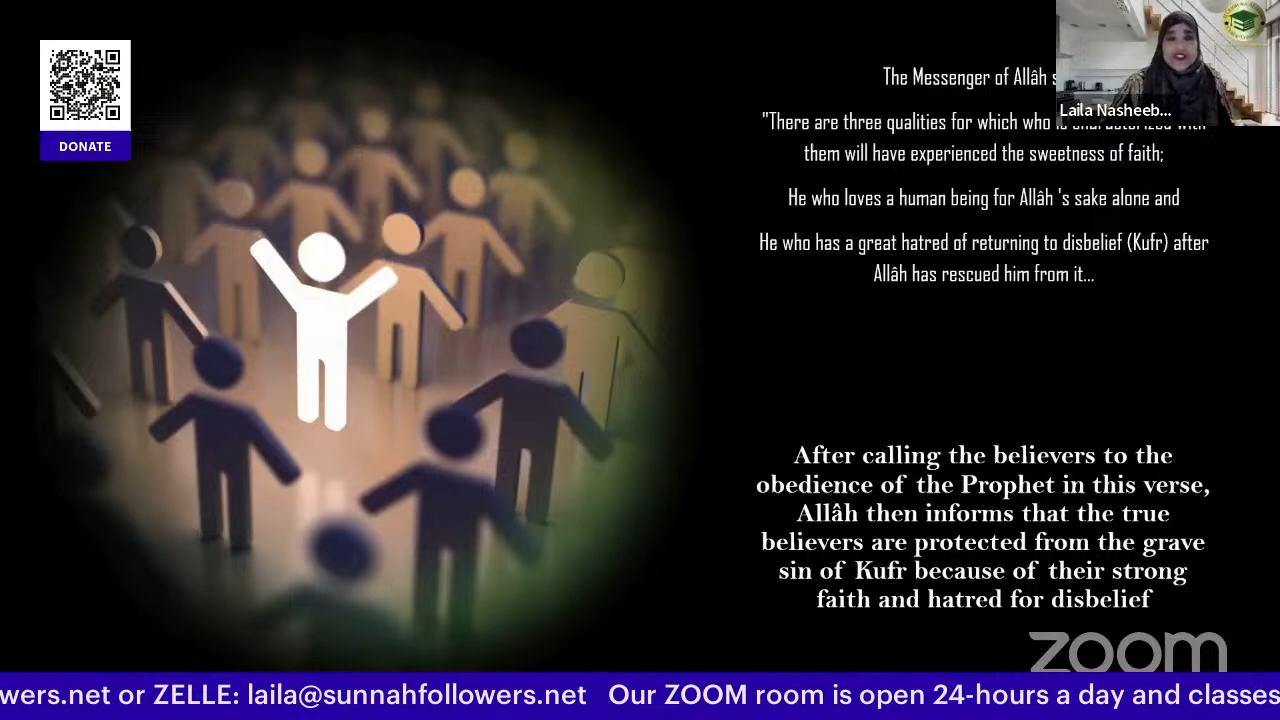 DONATE
The Messenger of Allâh
Laila Nasheeb...
"There are three qualities for which who is characterized with
them will have experienced the sweetness of faith;
He who loves a human being for Allâh 's sake alone and
He who has a great hatred of returning to disbelief (Kufr) after
Allâh has rescued him from it...
After calling the believers to the
obedience of the Prophet in this verse,
Allâh then informs that the true
believers are protected from the grave
sin of Kufr because of their strong
faith and hatred for disbelief
zoom
wers.net or ZELLE: laila@sunnahfollowers.net Our ZOOM room is open 24-hours a day and classes